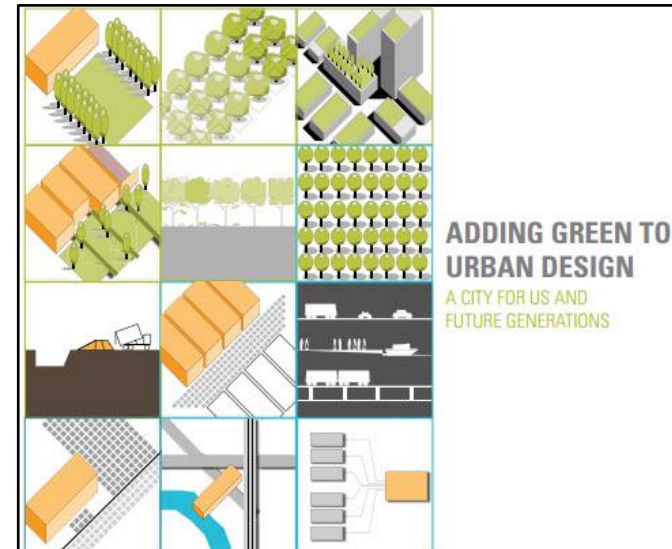 ADDING GREEN TO
URBAN DESIGN
A CITY FOR US AND
FUTURE GENERATIONS